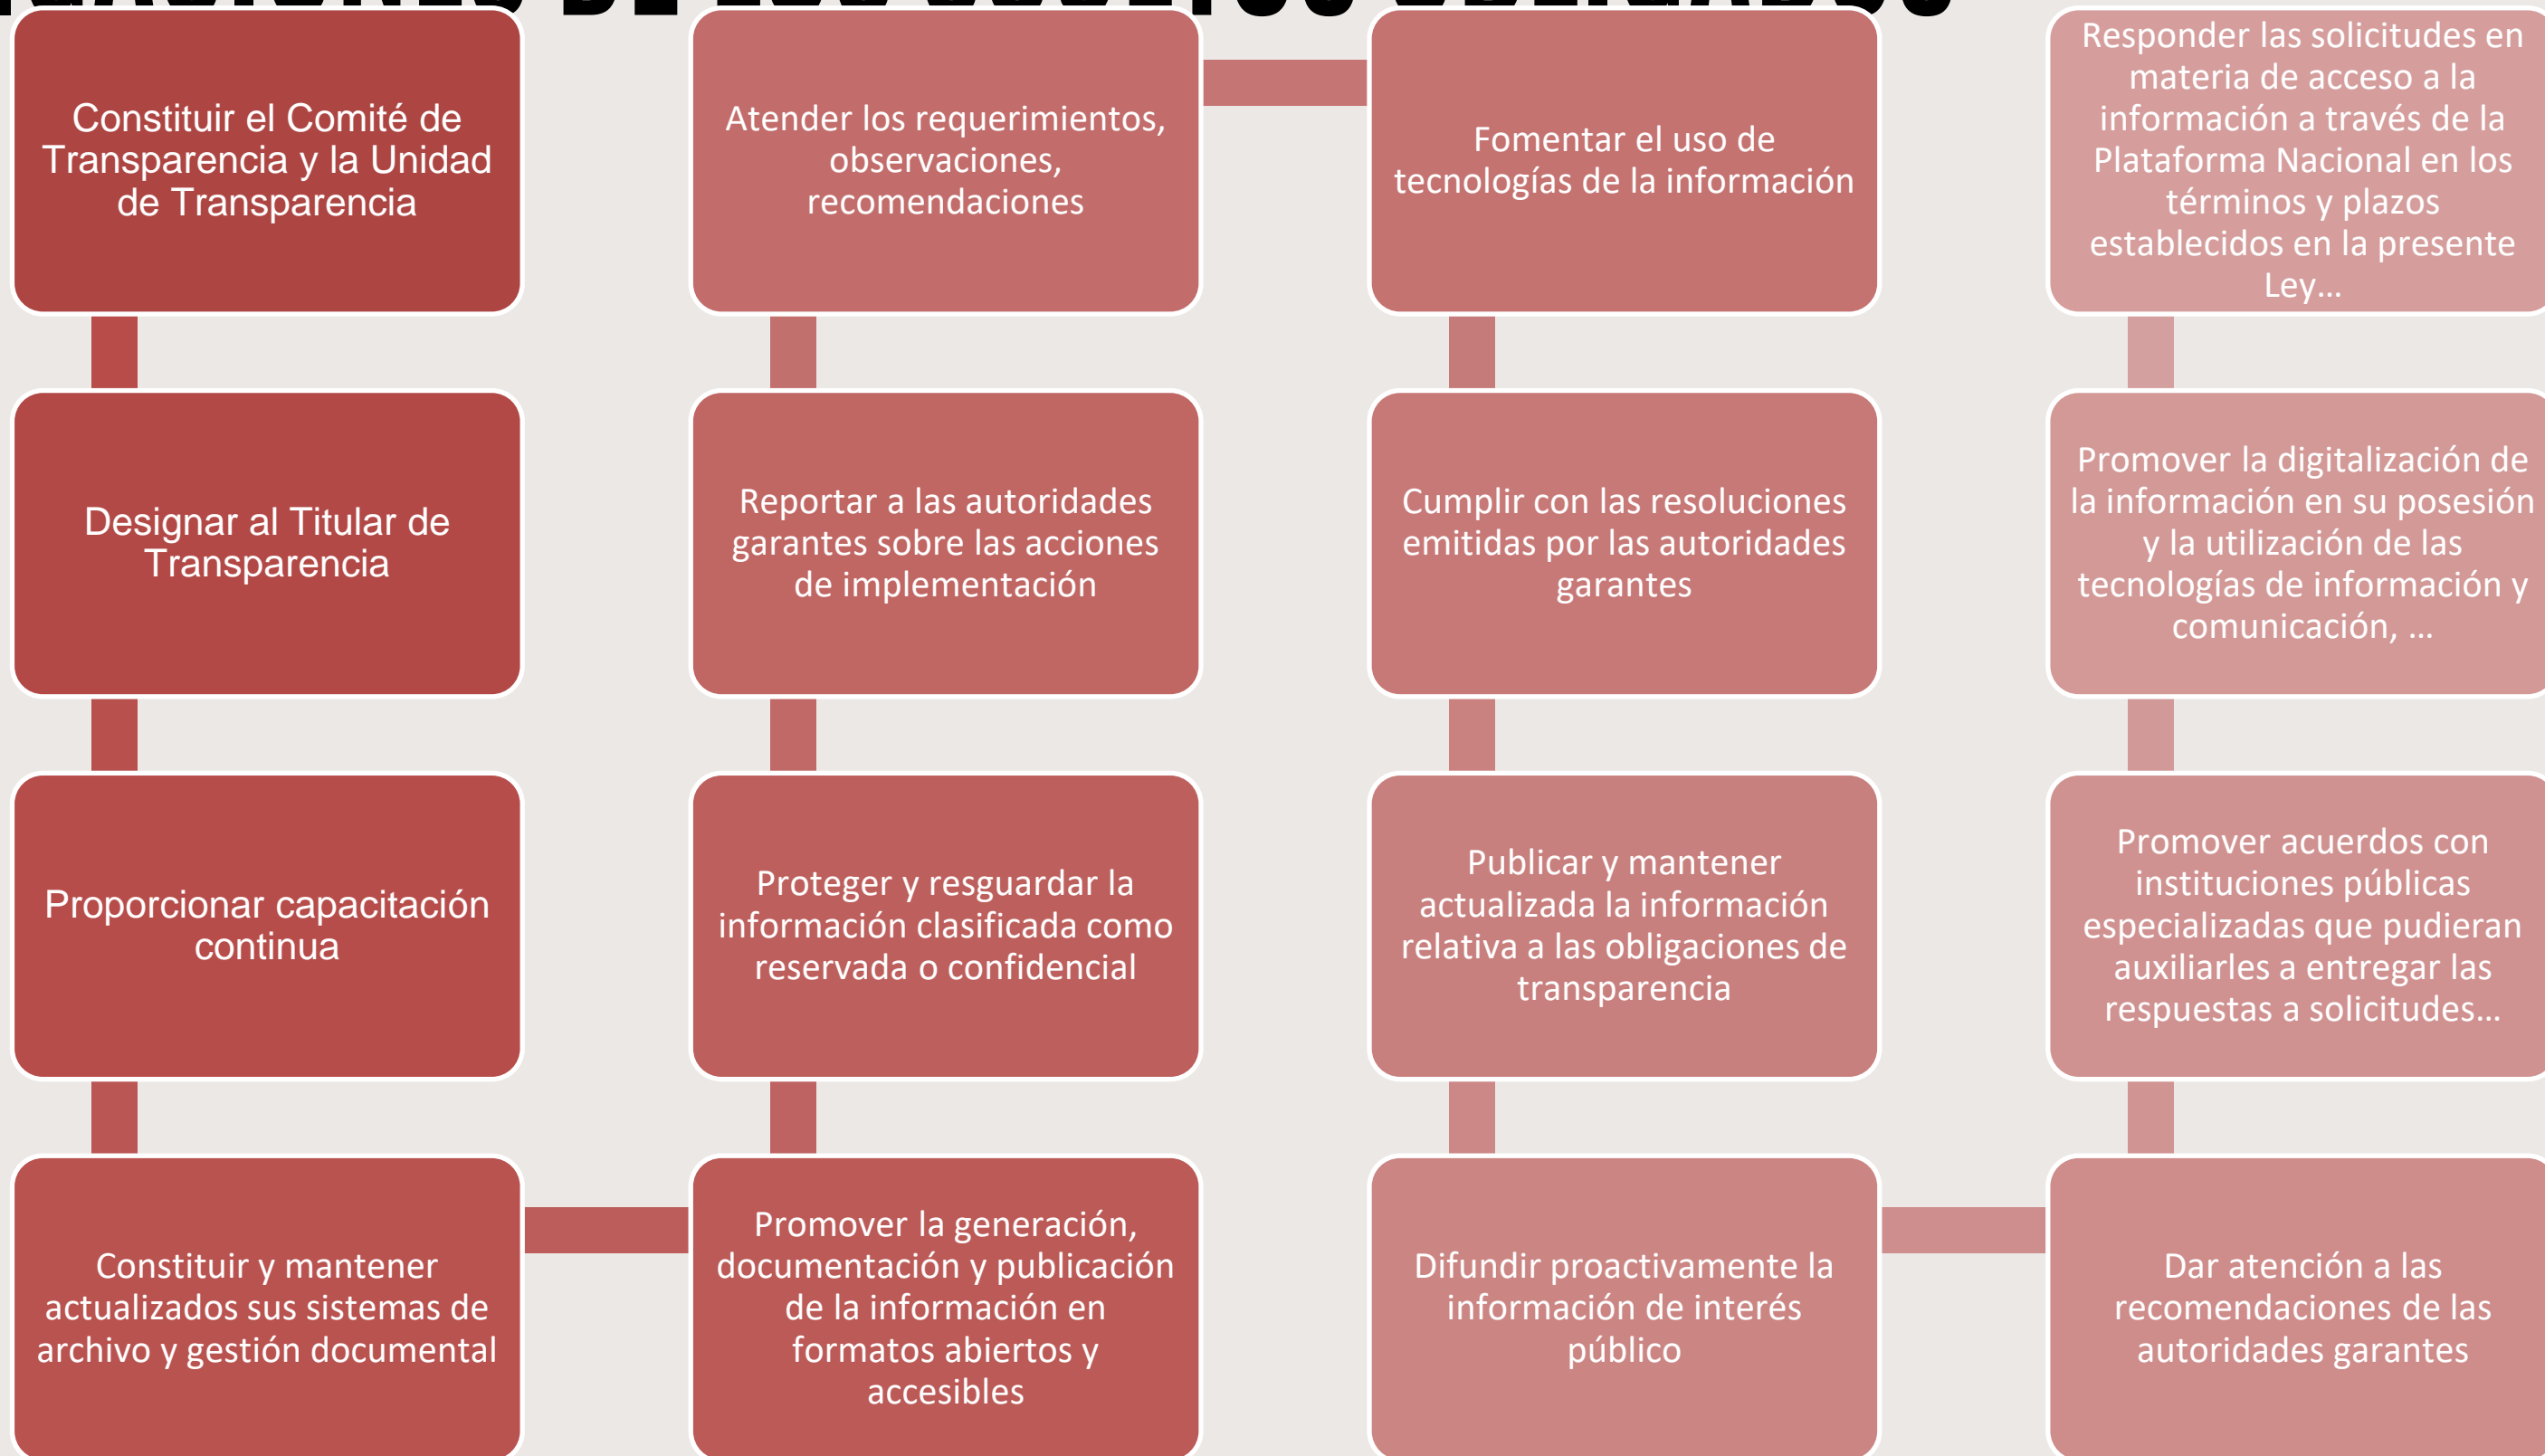 DE LOS SUJETOS OBLIGADOS
Constituir el Comité de
Transparencia y la Unidad
de Transparencia
Designar al Titular de
Transparencia
Proporcionar capacitación
continua
Constituir y mantener
actualizados sus sistemas de
archivo y gestión documental
Promover la generación,
documentación y publicación
de la información en
formatos abiertos y
accesibles
Proteger y resguardar la
información clasificada como
reservada o confidencial
Reportar a las autoridades
garantes sobre las acciones
de implementación
Atender los requerimientos,
observaciones,
recomendaciones
Fomentar el uso de
tecnologías de la información
Cumplir con las resoluciones
emitidas por las autoridades
garantes
Publicar y mantener
actualizada la información
relativa a las obligaciones de
transparencia
Difundir proactivamente la
información de interés
público
Dar atención a las
recomendaciones de las
autoridades garantes
Promover acuerdos con
instituciones públicas
especializadas que pudieran
auxiliarles a entregar las
respuestas a solicitudes…
Promover la digitalización de
la información en su posesión
y la utilización de las
tecnologías de información y
comunicación, …
Responder las solicitudes en
materia de acceso a la
información a través de la
Plataforma Nacional en los
términos y plazos
establecidos en la presente
Ley…